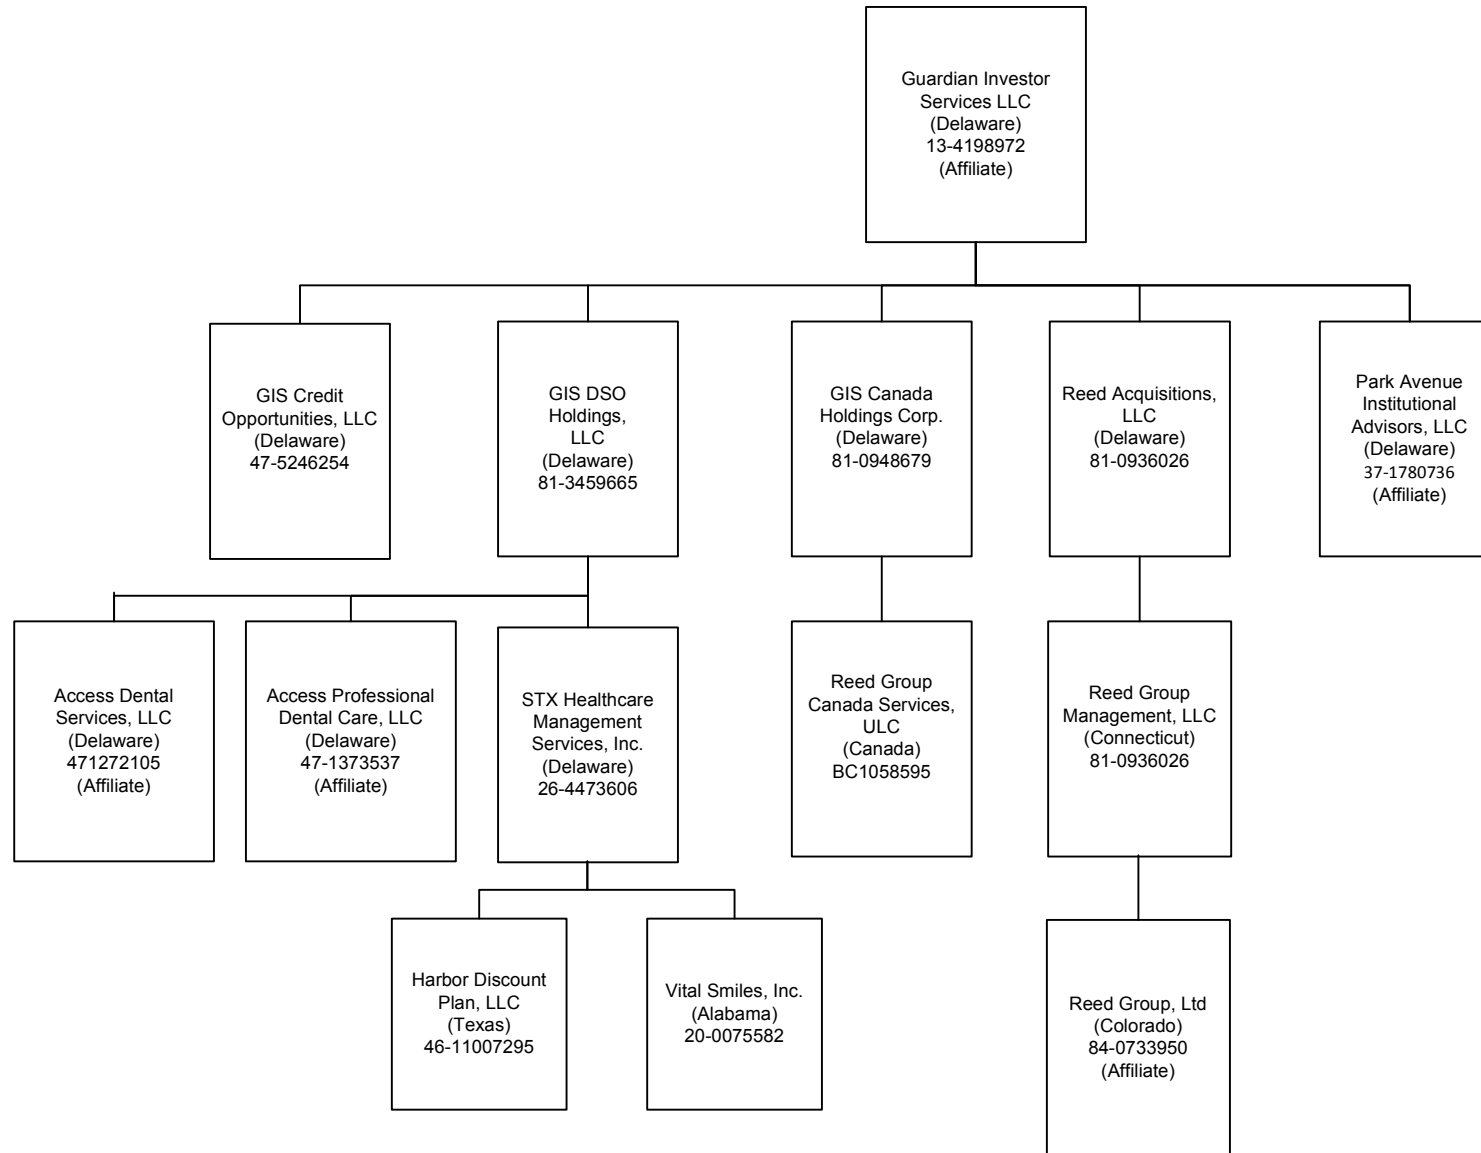 Guardian Investor
Services LLC
(Delaware)
13-4198972
(Affiliate)
GIS Credit
Opportunities, LLC
(Delaware)
47-5246254
GIS DSO
Holdings,
LLC
(Delaware)
81-3459665
GIS Canada
Holdings Corp.
(Delaware)
81-0948679
Reed Acquisitions,
LLC
(Delaware)
81-0936026
Park Avenue
Institutional
Advisors, LLC
(Delaware)
37-1780736
(Affiliate)
Access Dental
Services, LLC
(Delaware)
471272105
(Affiliate)
Access Professional
Dental Care, LLC
(Delaware)
47-1373537
(Affiliate)
STX Healthcare
Management
Services, Inc.
(Delaware)
26-4473606
Reed Group
Canada Services,
ULC
(Canada)
BC1058595
Reed Group
Management, LLC
(Connecticut)
81-0936026
Harbor Discount
Plan, LLC
(Texas)
46-11007295
Vital Smiles, Inc.
(Alabama)
20-0075582
Reed Group, Ltd
(Colorado)
84-0733950
(Affiliate)